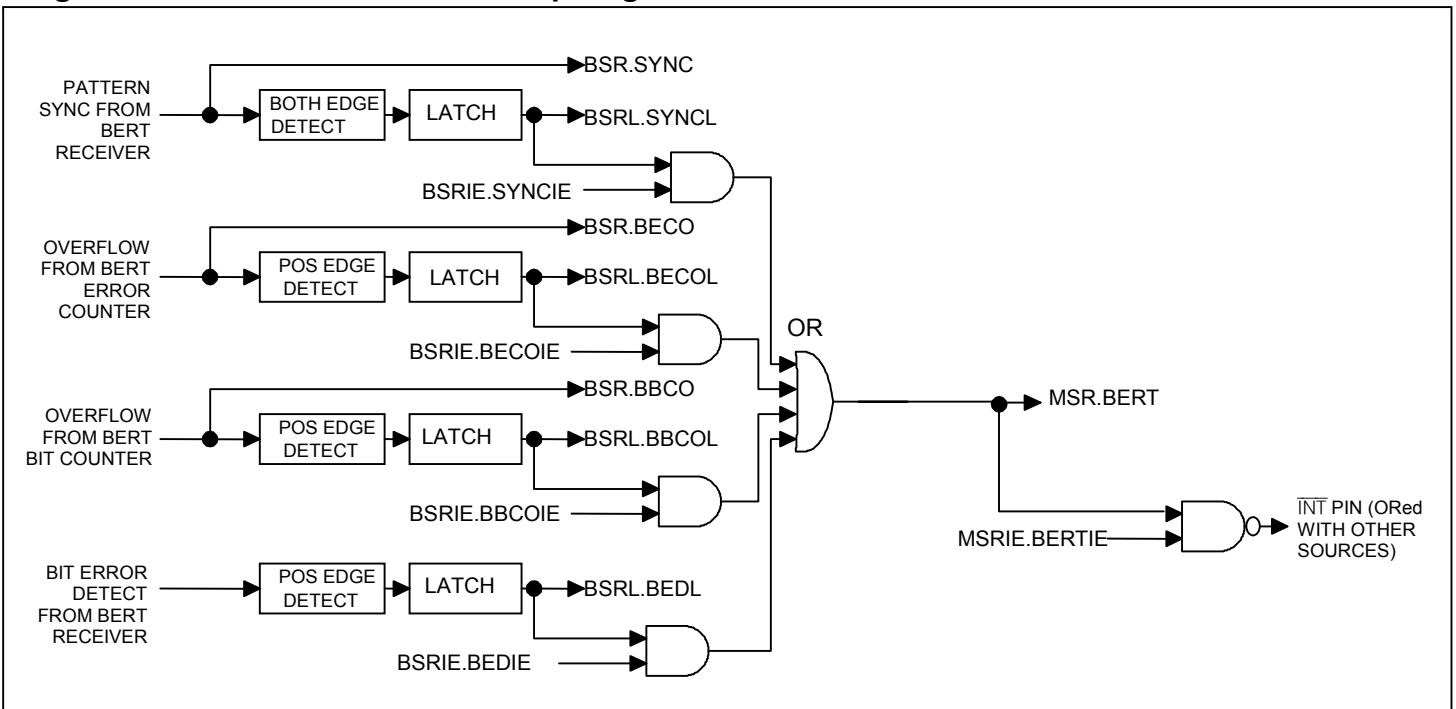 BSR.SYNC
PATTERN
SYNC FROM
BERT
RECEIVER
BOTH EDGE
DETECT
LATCH
BSRL.SYNCL
BSRIE.SYNCIE
BSR.BECO
OVERFLOW
FROM BERT
ERROR
COUNTER
POS EDGE
DETECT
LATCH
BSRL.BECOL
BSRIE.BECOIE
OR
BSR.BBCO
OVERFLOW
FROM BERT
BIT COUNTER
POS EDGE
DETECT
LATCH
BSRL.BBCOL
BSRIE.BBCOIE
MSR.BERT
MSRIE.BERTIE
INT PIN (ORed
WITH OTHER
SOURCES)
BIT ERROR
DETECT
FROM BERT
RECEIVER
POS EDGE
DETECT
LATCH
BSRL.BEDL
BSRIE.BEDIE